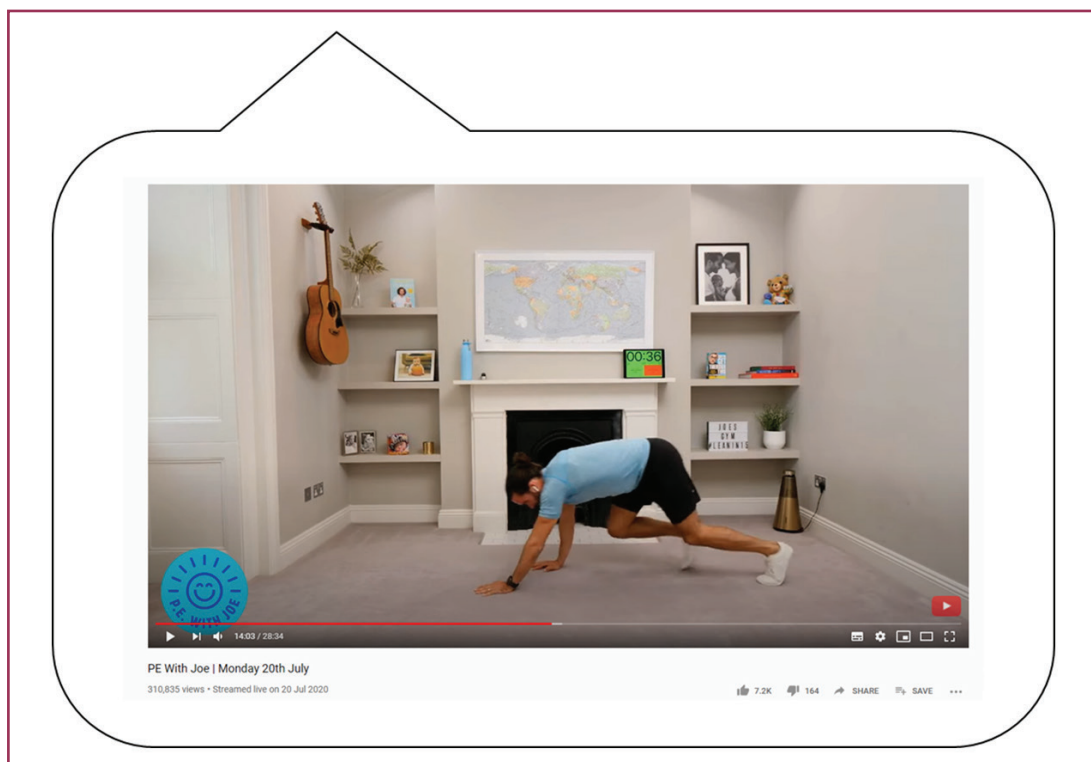 00:36
JOES
GYM
P.E. WITH JOE
14:03 / 28:34
PE With Joe | Monday 20th July
310,835 views • Streamed live on 20 Jul 2020
7.2K 164 SHARE SAVE